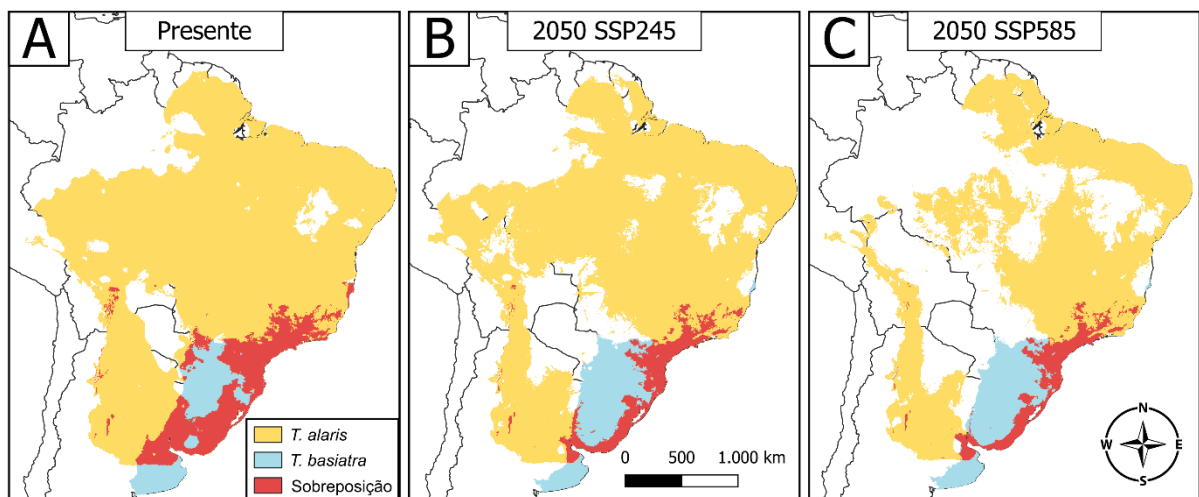 A
Presente
B
2050 SSP245
C
2050 SSP585
T. alaris
T. basiatra
Sobreposição
0 500 1.000 km
N
W E
S